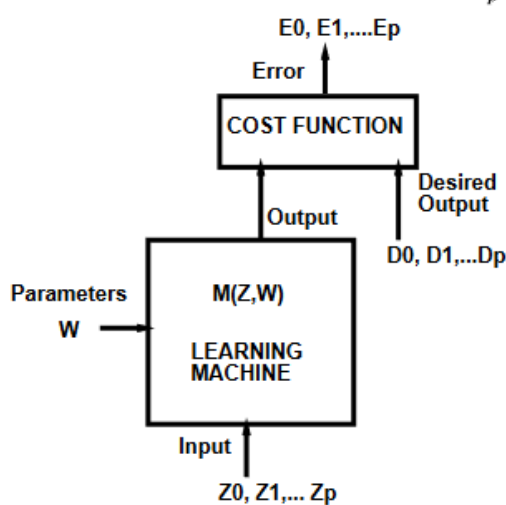 p
E0, E1,....Ep
Error
COST FUNCTION
Output
Desired
Output
D0, D1,...Dp
Parameters
W
M(Z,W)
LEARNING
MACHINE
Input
Z0, Z1,... Zp